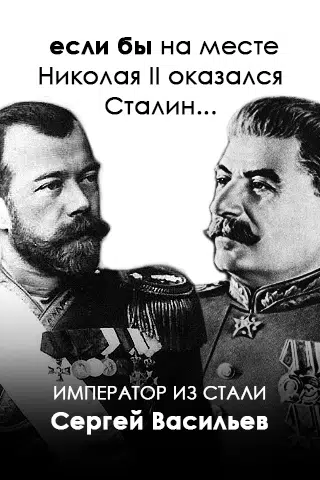 если бы на месте
Николая II оказался
Сталин...
ИМПЕРАТОР ИЗ СТАЛИ
Сергей Васильев